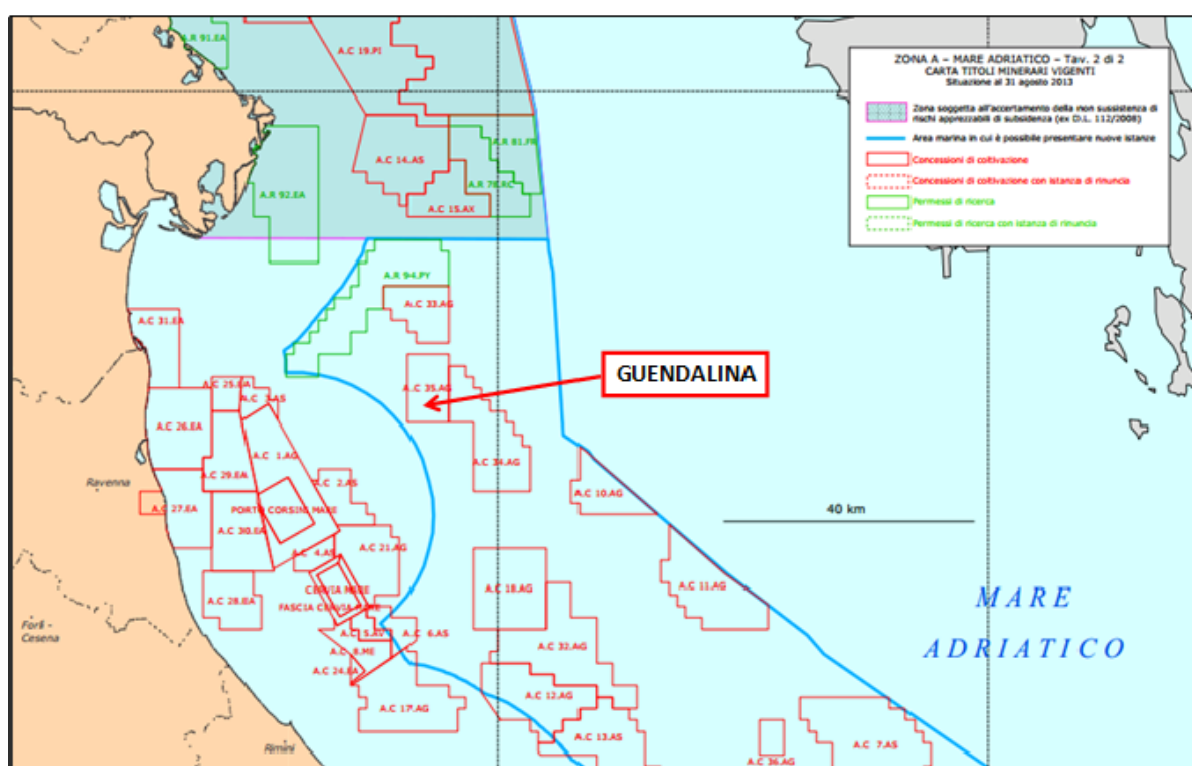 A.R 91.EA
A.C 19.PI
ZONA A – MARE ADRIATICO – Tav. 2 di 2
CARTA TITOLI MINERARI VIGENTI
Situazione al 31 agosto 2013
Zona soggetta all'accertamento della non sussistenza di
rischi apprezzabili di subsidenza (ex D.L. 112/2008)
Area marina in cui è possibile presentare nuove istanze
Concessioni di coltivazione
Concessioni di coltivazione con istanza di rinuncia
Permessi di ricerca
Permessi di ricerca con istanza di rinuncia
A.R 81.FR
A.C 14.AS
A.R 78.RC
A.R 92.EA
A.C 15.AX
A.R 94.PY
A.C 33.AG
A.C 31.EA
GUENDALINA
A.C 25.EA
A.C 35.AG
A.C 3.AS
A.C 26.EA
A.C 1.AG
A.C 34.AG
A.C 29.EA
A.C 2.AS
Ravenna
A.C 10.AG
A.C 27.EA
PORTO CORSINI MARE
40 km
A.C 30.EA
A.C 4.AS
A.C 21.AG
A.C 11.AG
A.C 18.AG
CERVIA MARE
A.C 28.EA
FASCIA CERVIA MARE
MARE
ADRIATICO
Forlì -
Cesena
A.C 5.AV
A.C 6.AS
A.C 8.ME
A.C 32.AG
A.C 24.EA
A.C 12.AG
A.C 17.AG
A.C 13.AS
A.C 7.AS
Rimini
A.C 36.AG